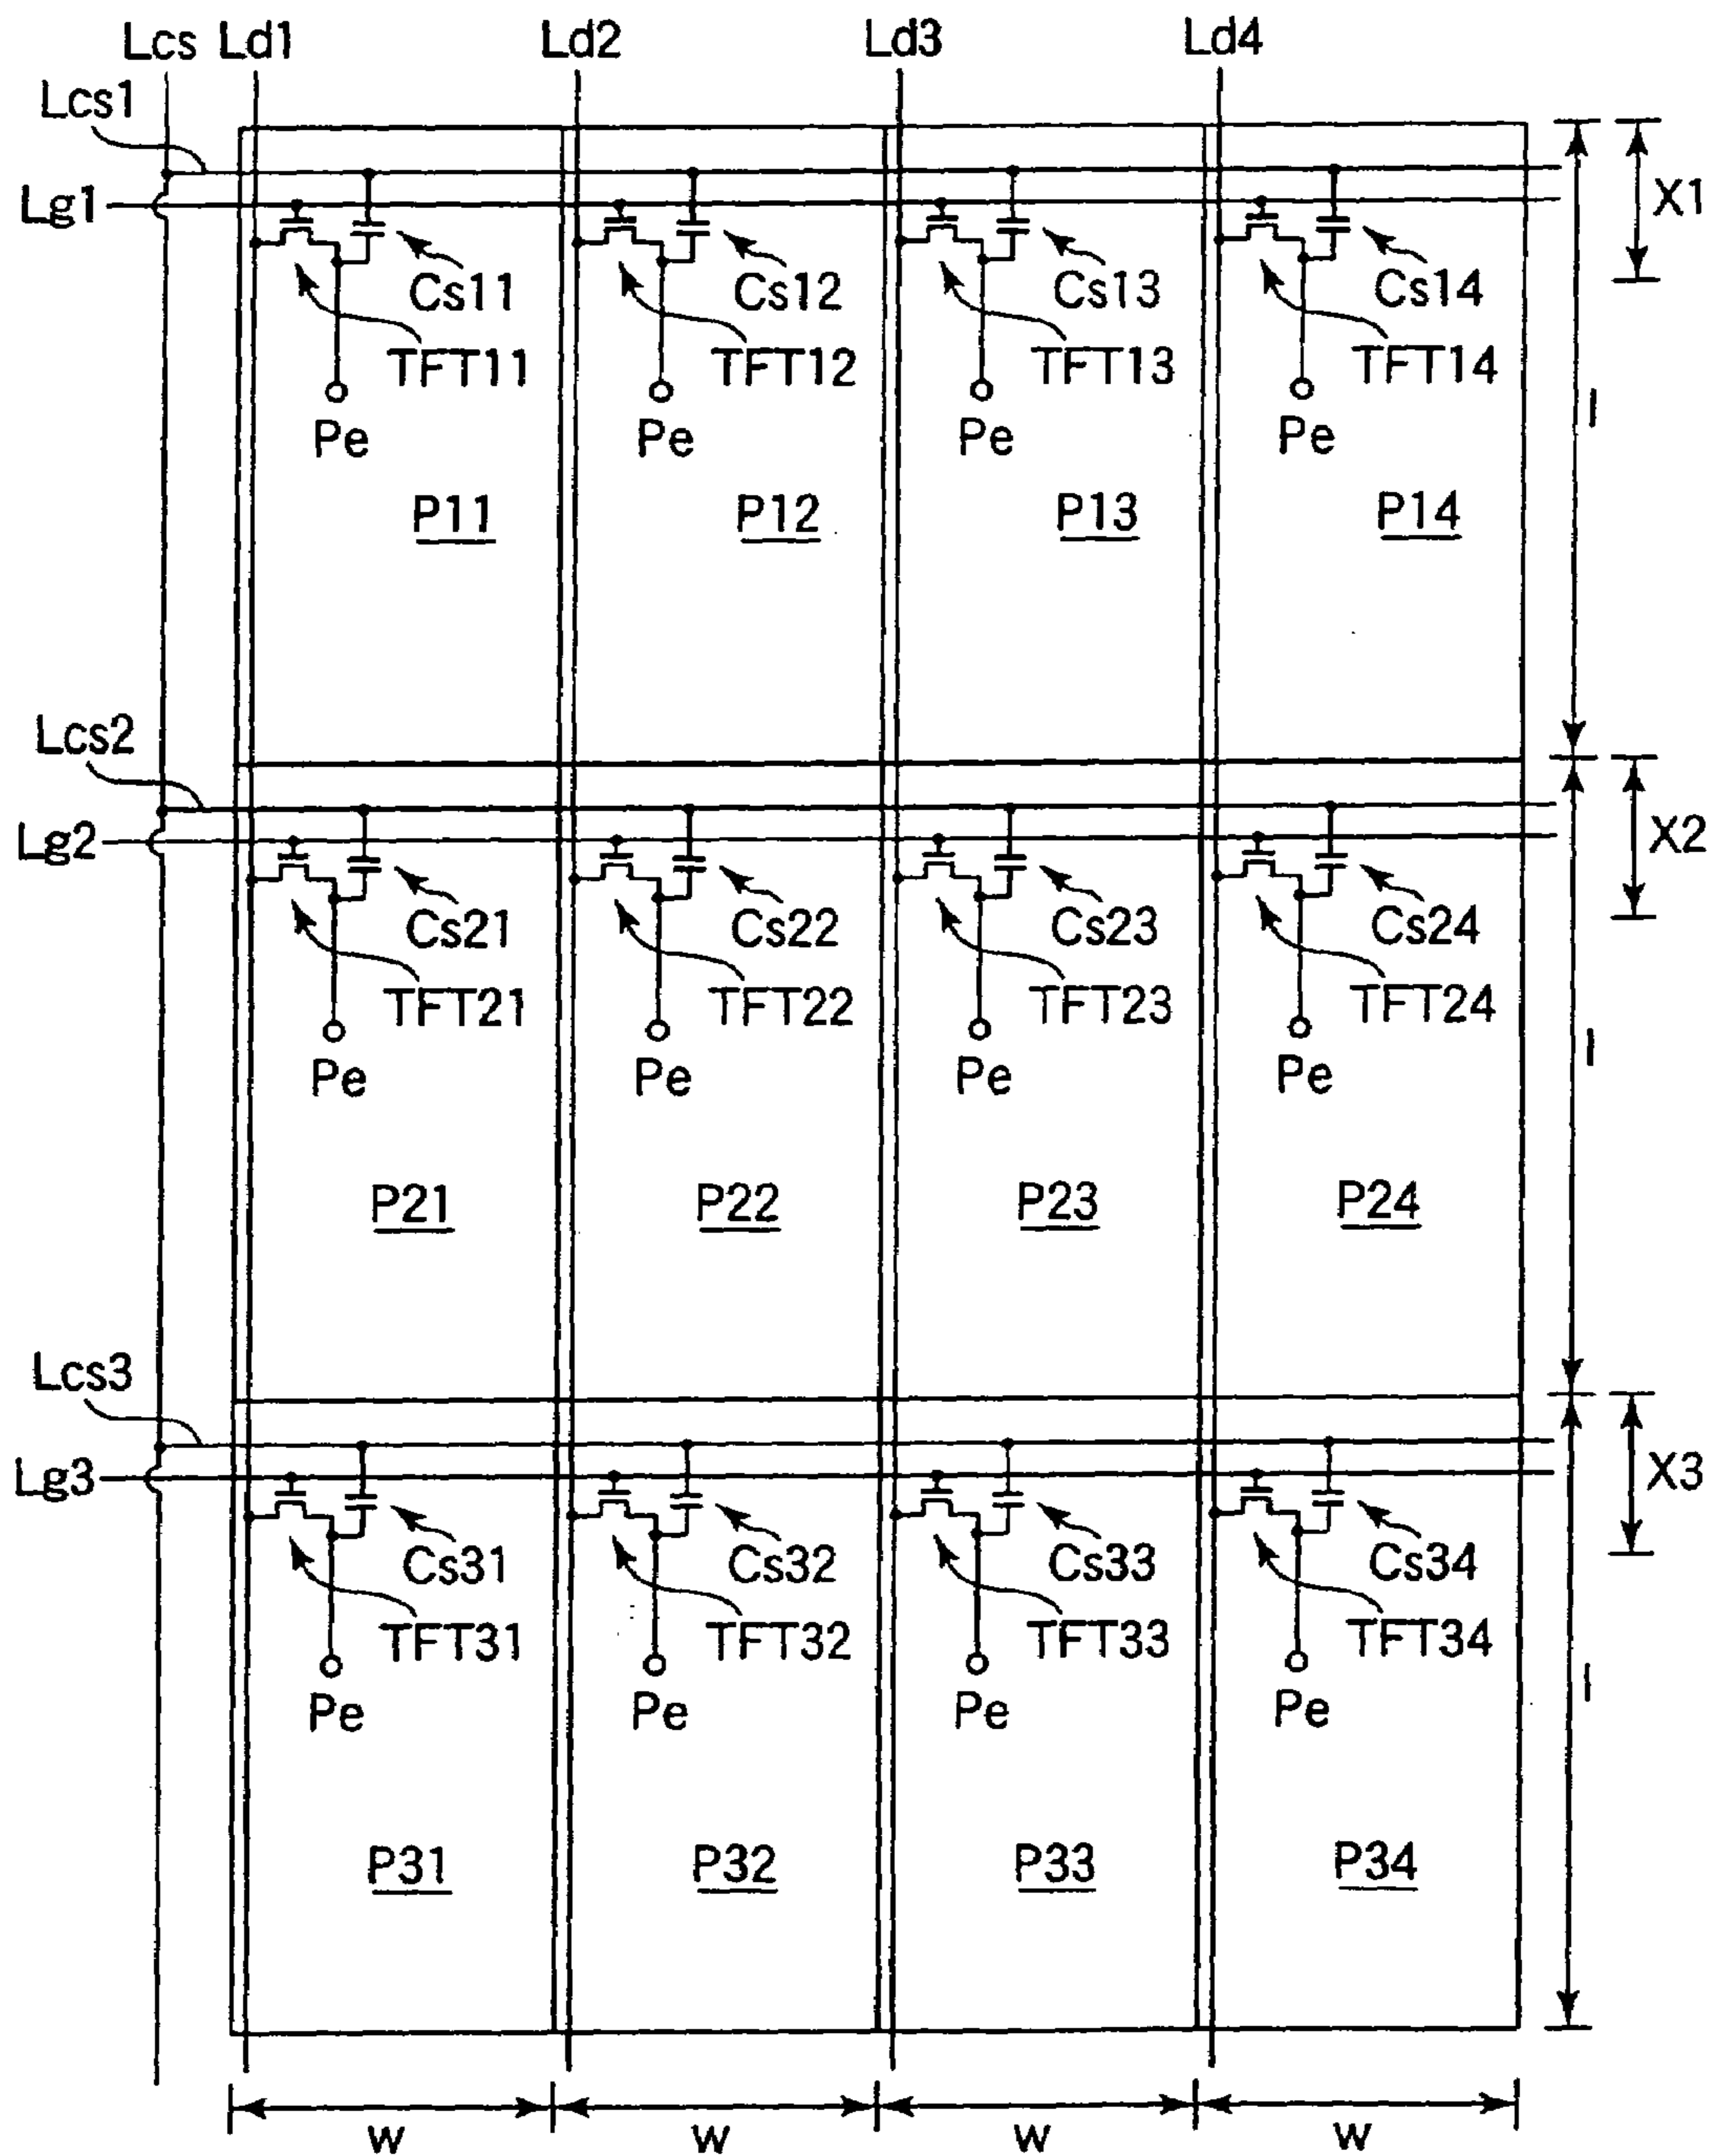 Lcs Ld1 Ld2 Ld3 Ld4
Lcs1
Lg1
X1
Cs11 Cs12 Cs13 Cs14
TFT11 TFT12 TFT13 TFT14
l
Pe Pe Pe Pe
P11 P12 P13 P14
Lcs2
Lg2
X2
Cs21 Cs22 Cs23 Cs24
TFT21 TFT22 TFT23 TFT24
l
Pe Pe Pe Pe
P21 P22 P23 P24
Lcs3
Lg3
X3
Cs31 Cs32 Cs33 Cs34
TFT31 TFT32 TFT33 TFT34
l
Pe Pe Pe Pe
P31 P32 P33 P34
w w w w